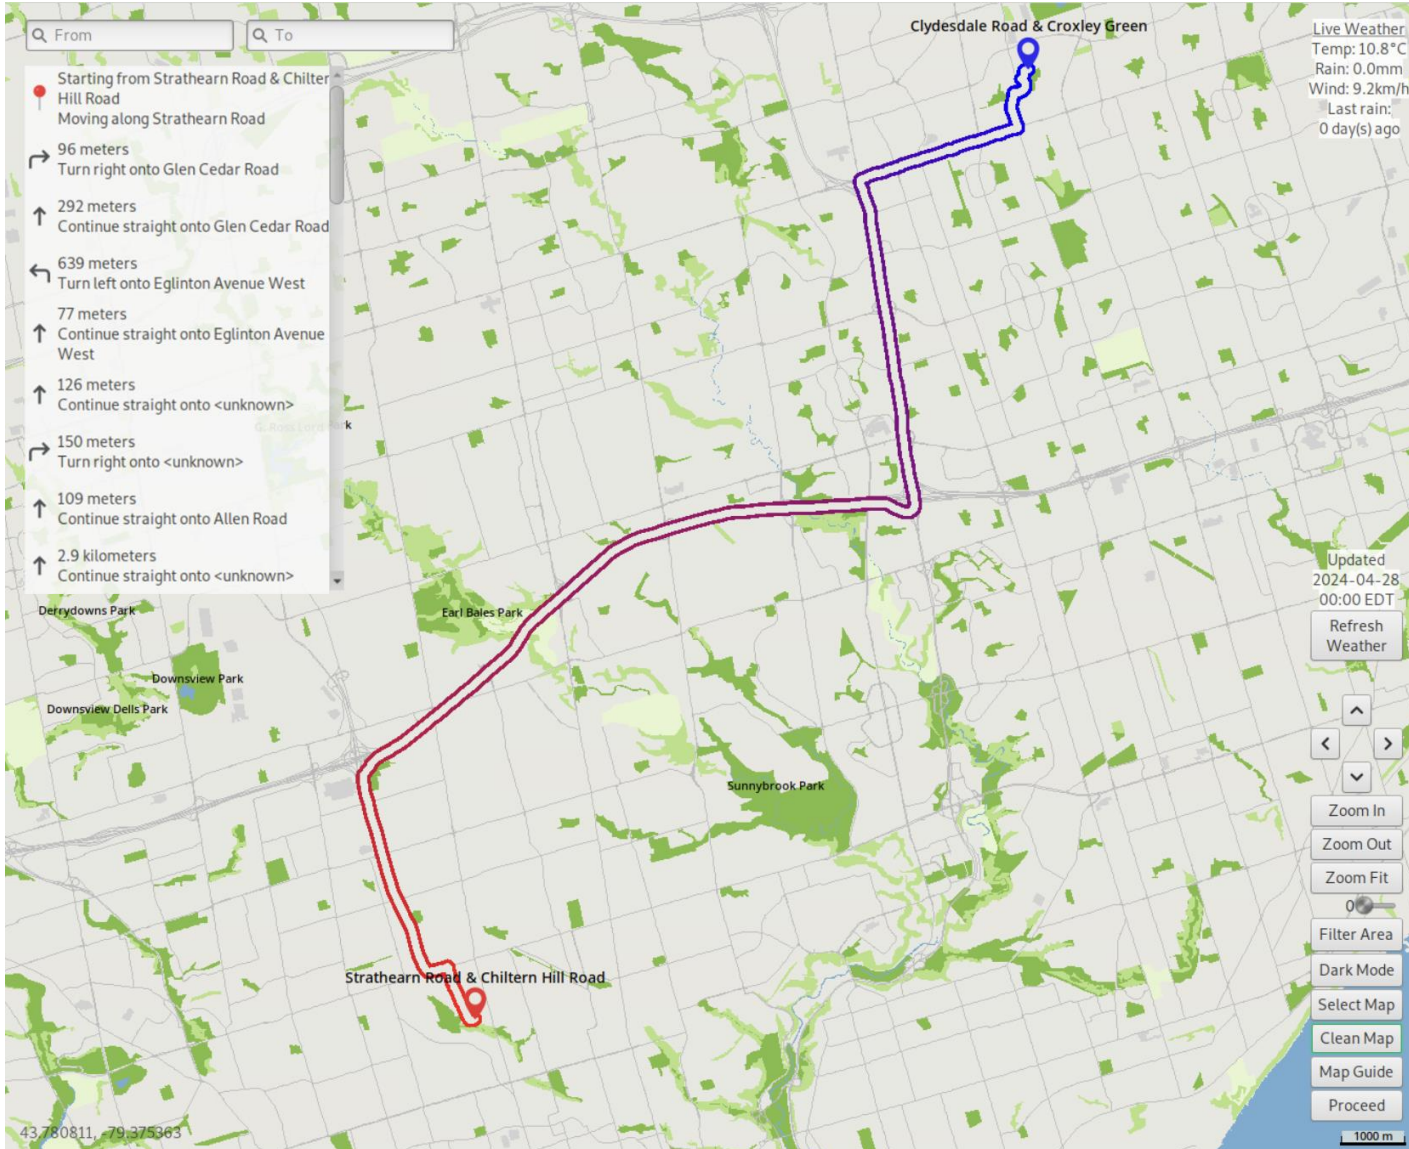 From
To
Starting from Strathearn Road & Chilter
Hill Road
Moving along Strathearn Road
96 meters
Turn right onto Glen Cedar Road
292 meters
Continue straight onto Glen Cedar Road
639 meters
Turn left onto Eglinton Avenue West
77 meters
Continue straight onto Eglinton Avenue
West
126 meters
Continue straight onto <unknown>
150 meters
Turn right onto <unknown>
109 meters
Continue straight onto Allen Road
2.9 kilometers
Continue straight onto <unknown>
Clydesdale Road & Croxley Green
Live Weather
Temp: 10.8°C
Rain: 0.0mm
Wind: 9.2km/h
Last rain:
0 day(s) ago
G. Ross Lord Park
Derrydowns Park
Earl Bales Park
Downsview Park
Downsview Dells Park
Sunnybrook Park
Strathearn Road & Chiltern Hill Road
Updated
2024-04-28
00:00 EDT
Refresh
Weather
Zoom In
Zoom Out
Zoom Fit
0
Filter Area
Dark Mode
Select Map
Clean Map
Map Guide
Proceed
43.780811, -79.375363
1000 m